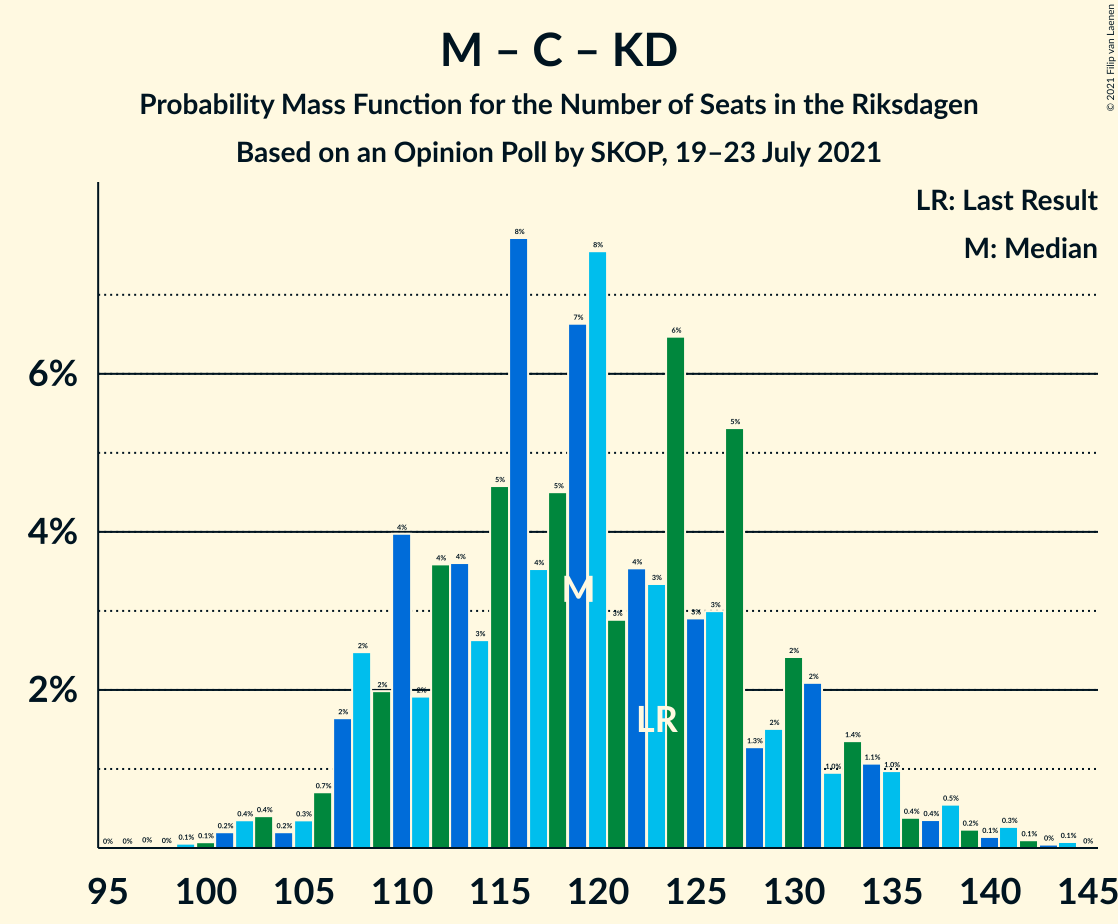 M – C – KD
Probability Mass Function for the Number of Seats in the Riksdagen
Based on an Opinion Poll by SKOP, 19–23 July 2021
© 2021 Filip van Laenen
LR: Last Result
M: Median
6%
4%
2%
0% 0% 0% 0% 0.1% 0.1% 0.2% 0.4% 0.4% 0.2% 0.3% 0.7% 2% 2% 2% 4% 2% 4% 4% 3% 5% 8% 4% 5% 7% 8% 3% 4% 3% 6% 3% 3% 5% 1.3% 2% 2% 2% 1.0% 1.4% 1.1% 1.0% 0.4% 0.4% 0.5% 0.2% 0.1% 0.3% 0.1% 0% 0.1% 0%
M
LR
95 100 105 110 115 120 125 130 135 140 145